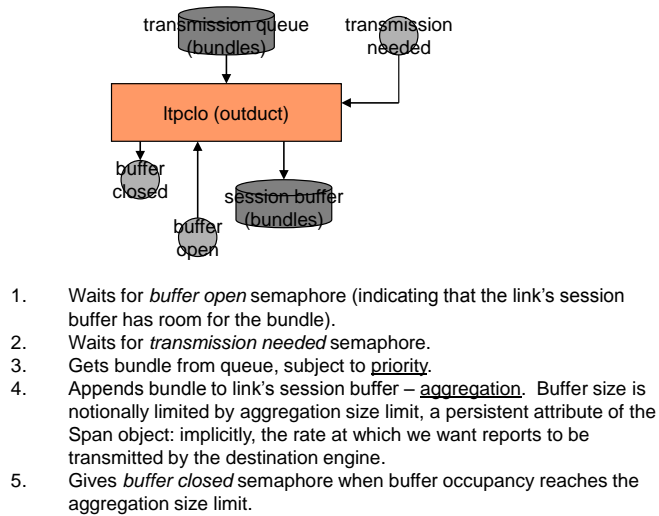 transmission queue
(bundles)
transmission
needed
ltpclo (outduct)
buffer
closed
session buffer
(bundles)
buffer
open
1. Waits for buffer open semaphore (indicating that the link's session
buffer has room for the bundle).
2. Waits for transmission needed semaphore.
3. Gets bundle from queue, subject to priority.
4. Appends bundle to link's session buffer – aggregation. Buffer size is
notionally limited by aggregation size limit, a persistent attribute of the
Span object: implicitly, the rate at which we want reports to be
transmitted by the destination engine.
5. Gives buffer closed semaphore when buffer occupancy reaches the
aggregation size limit.